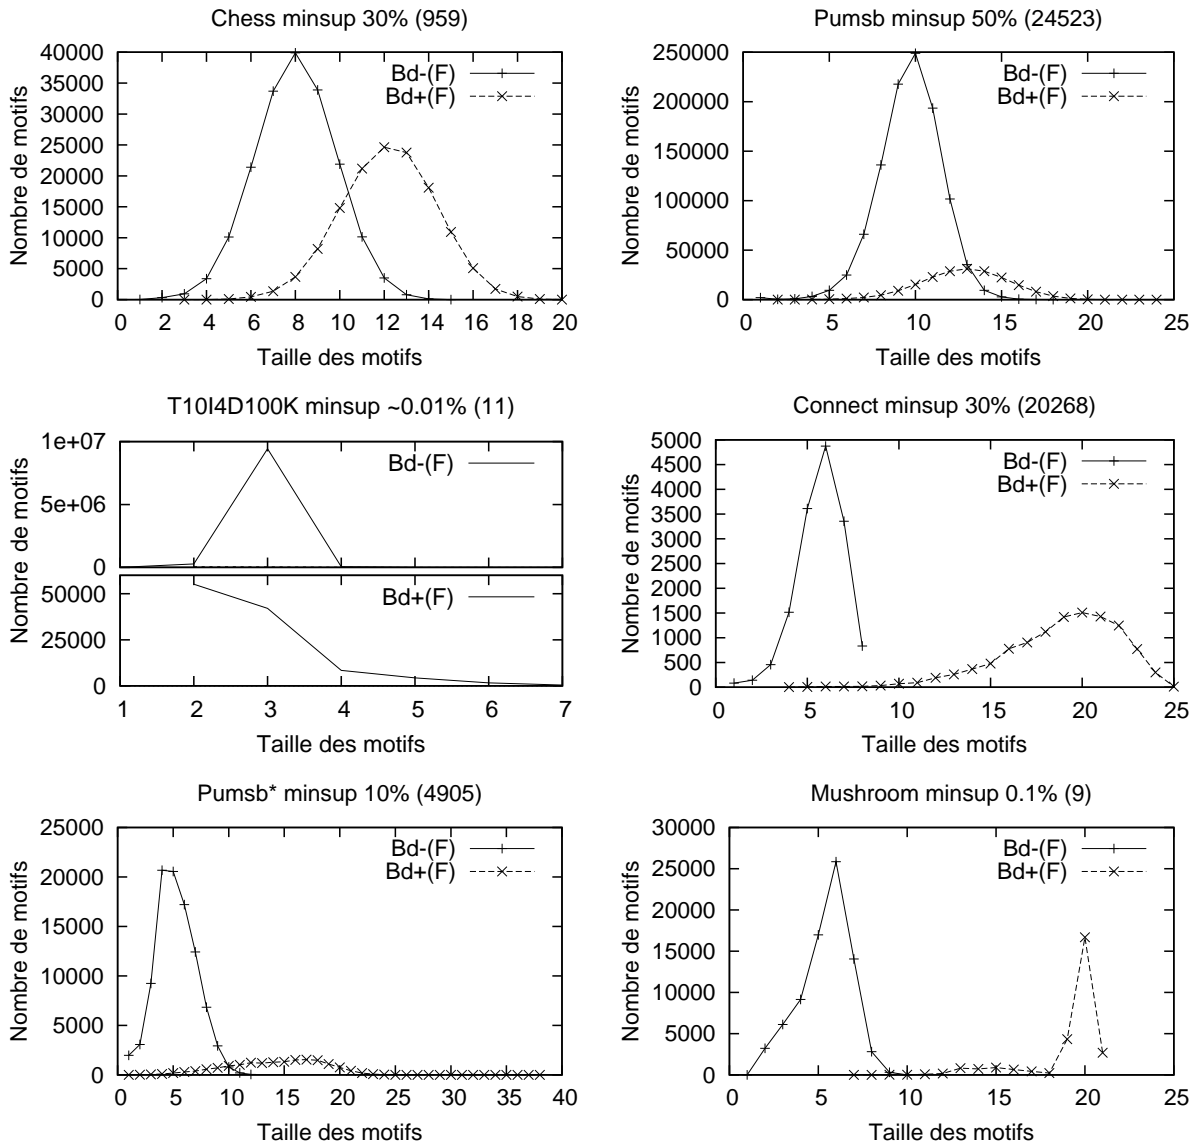 Chess minsup 30% (959)
Nombre de motifs
40000
35000
30000
25000
20000
15000
10000
5000
0
Bd-(F)
Bd+(F)
0 2 4 6 8 10 12 14 16 18 20
Taille des motifs
Pumsb minsup 50% (24523)
Nombre de motifs
250000
200000
150000
100000
50000
0
Bd-(F)
Bd+(F)
0 5 10 15 20 25
Taille des motifs
T10I4D100K minsup ~0.01% (11)
Nombre de motifs
1e+07
5e+06
0
Bd-(F)
Nombre de motifs
50000
25000
0
Bd+(F)
1 2 3 4 5 6 7
Taille des motifs
Connect minsup 30% (20268)
Nombre de motifs
5000
4500
4000
3500
3000
2500
2000
1500
1000
500
0
Bd-(F)
Bd+(F)
0 5 10 15 20 25
Taille des motifs
Pumsb* minsup 10% (4905)
Nombre de motifs
25000
20000
15000
10000
5000
0
Bd-(F)
Bd+(F)
0 5 10 15 20 25 30 35 40
Taille des motifs
Mushroom minsup 0.1% (9)
Nombre de motifs
30000
25000
20000
15000
10000
5000
0
Bd-(F)
Bd+(F)
0 5 10 15 20 25
Taille des motifs